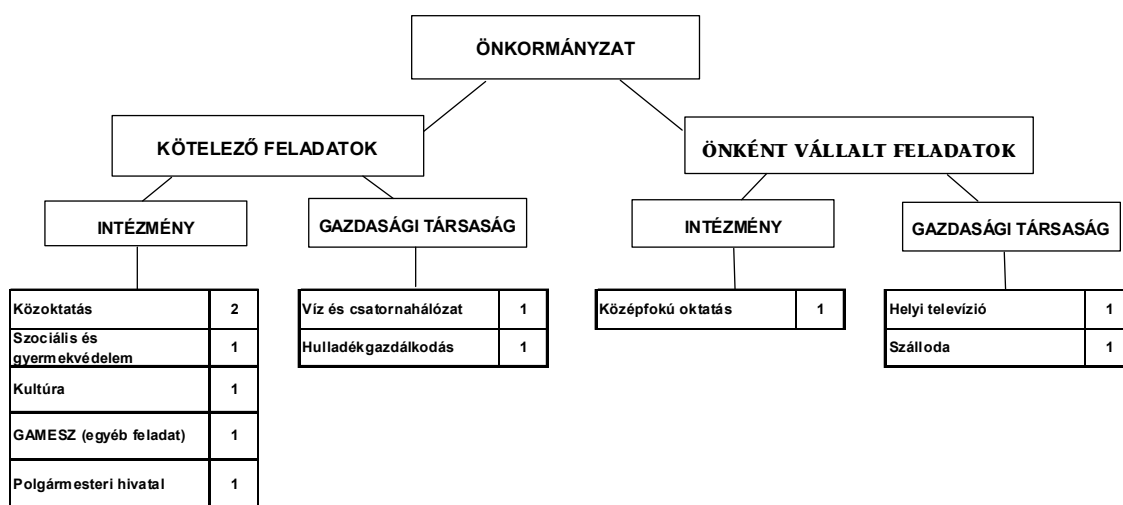 ÖNKORMÁNYZAT
KÖTELEZŐ FELADATOK
ÖNKÉNT VÁLLALT FELADATOK
INTÉZMÉNY
GAZDASÁGI TÁRSASÁG
INTÉZMÉNY
GAZDASÁGI TÁRSASÁG
Közoktatás 2
Szociális és
gyermekvédelem 1
Kultúra 1
GAMESZ (egyéb feladat) 1
Polgármesteri hivatal 1
Víz és csatornahálózat 1
Hulladékgazdálkodás 1
Középfokú oktatás 1
Helyi televízió 1
Szálloda 1